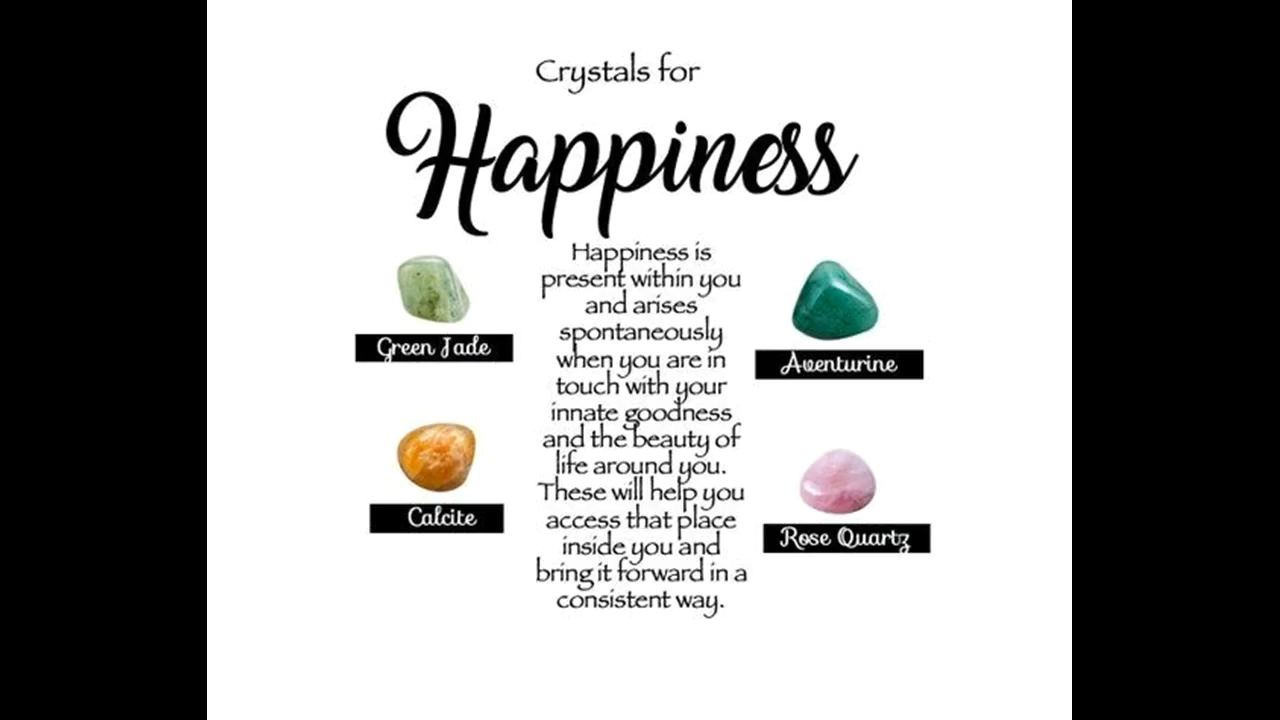 Crystals for
Happiness
Happiness is
present within you
and arises
spontaneously
when you are in
touch with your
innate goodness
and the beauty of
life around you.
These will help you
access that place
inside you and
bring it forward in a
consistent way.
Green Jade
Aventurine
Calcite
Rose Quartz